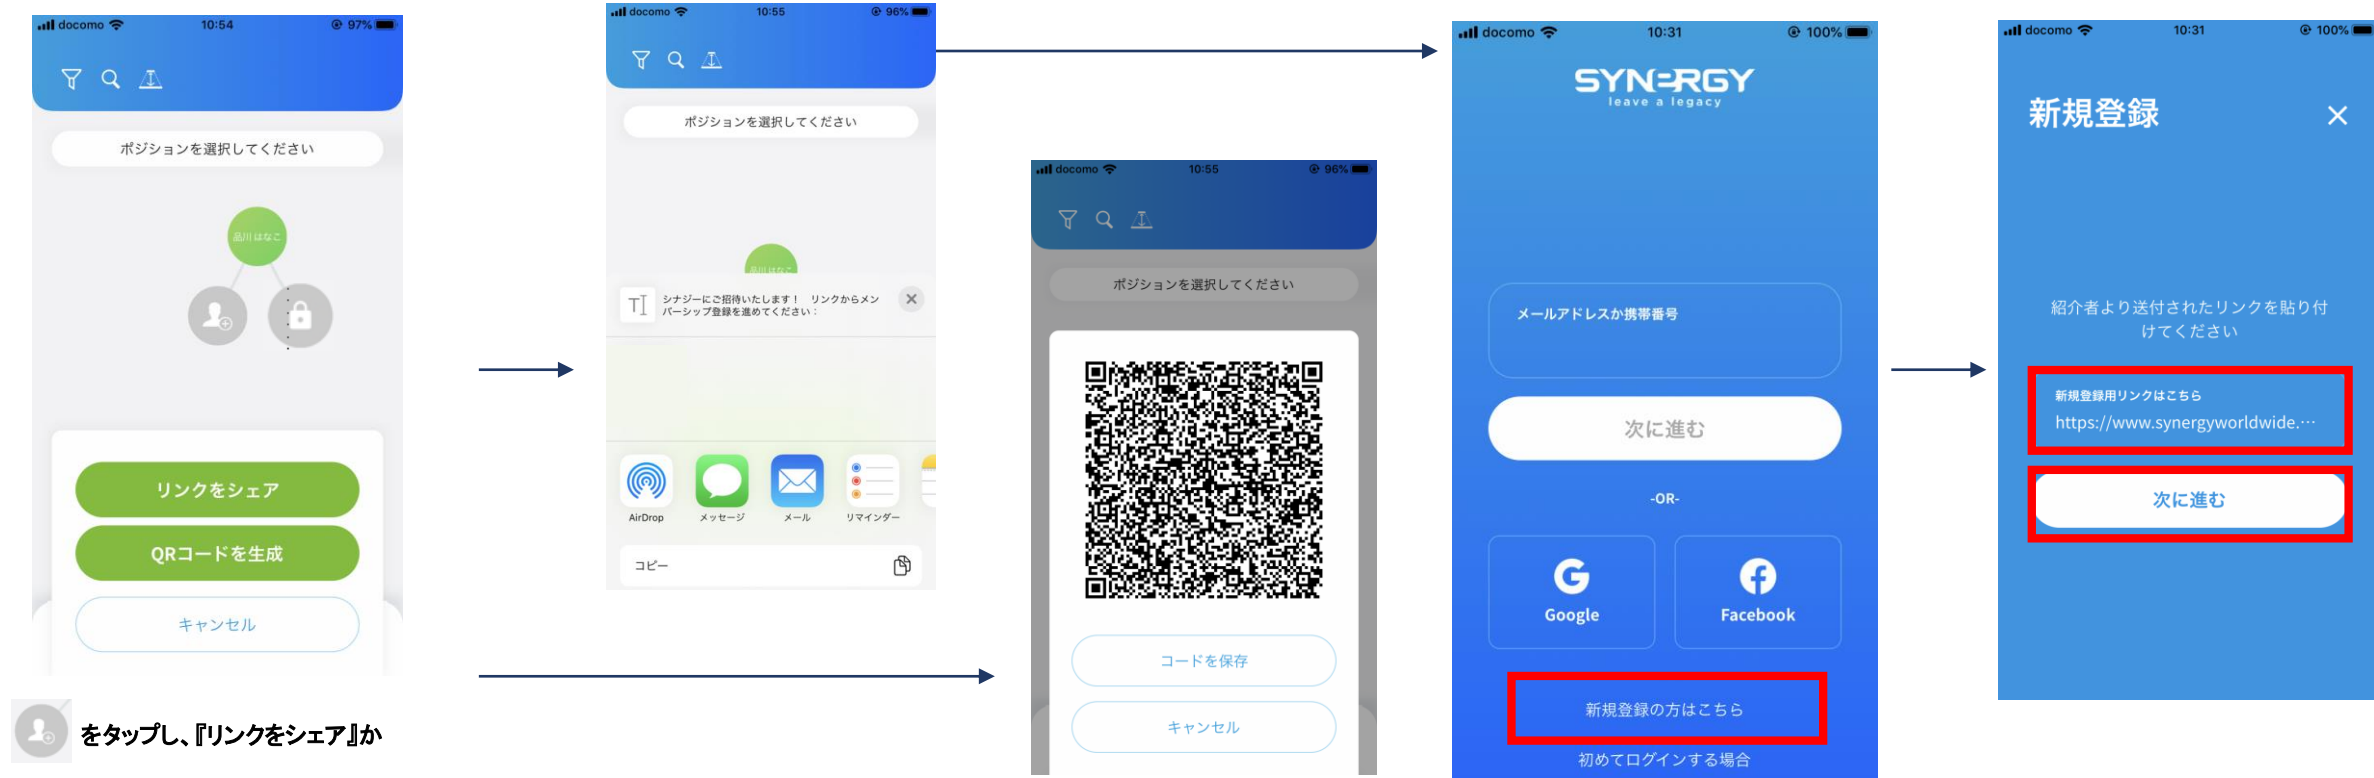 docomo 10:54 97%
ポジションを選択してください
品川 はなこ
リンクをシェア
QRコードを生成
キャンセル
をタップし、『リンクをシェア』か
docomo 10:55 96%
ポジションを選択してください
品川 はなこ
シナジーにご招待いたします！ リンクからメン
バーシップ登録を進めてください：
AirDrop メッセージ メール リマインダー
コピー
docomo 10:55 96%
ポジションを選択してください
コードを保存
キャンセル
docomo 10:31 100%
SYNERGY
leave a legacy
メールアドレスか携帯番号
次に進む
-OR-
Google Facebook
新規登録の方はこちら
初めてログインする場合
docomo 10:31 100%
新規登録
紹介者より送付されたリンクを貼り付
けてください
新規登録用リンクはこちら
https://www.synergyworldwide.…
次に進む